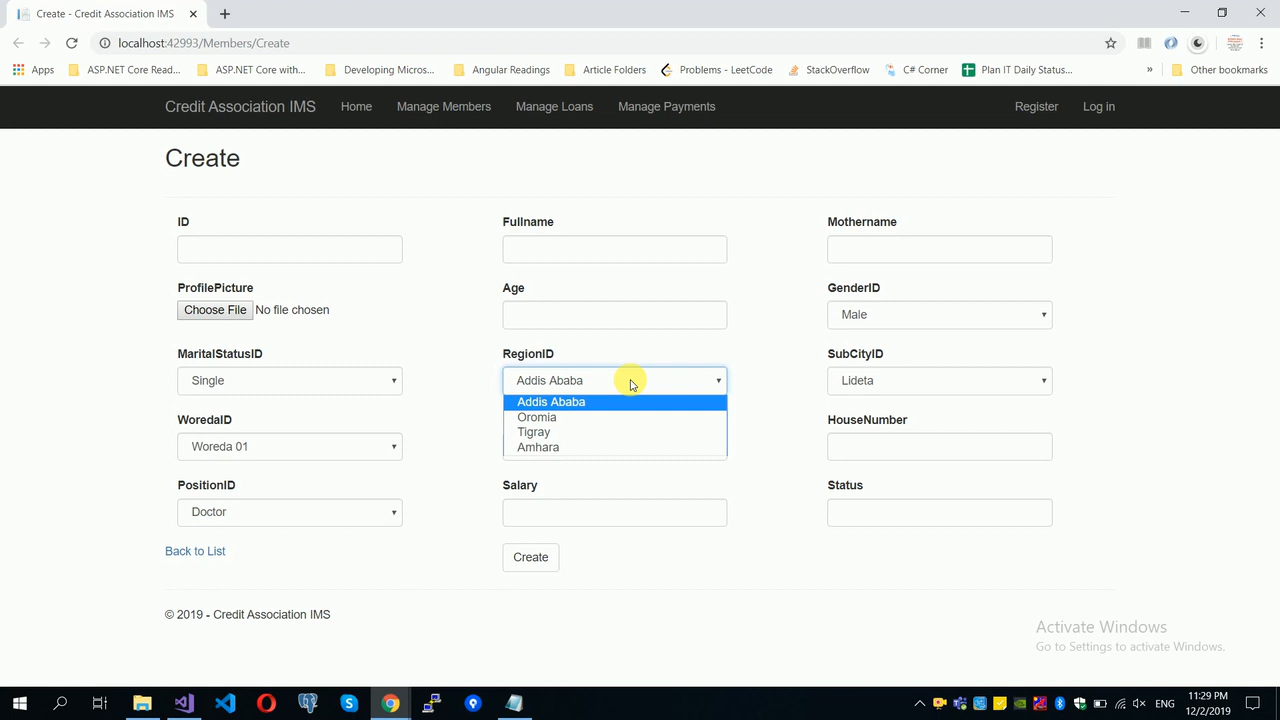 Create - Credit Association IMS
localhost:42993/Members/Create
Apps ASP.NET Core Read... ASP.NET Core with... Developing Micros... Angular Readings Article Folders Problems - LeetCode StackOverflow C# Corner Plan IT Daily Status... » Other bookmarks
Credit Association IMS Home Manage Members Manage Loans Manage Payments Register Log in
Create
ID Fullname Mothername
ProfilePicture Age GenderID
Choose File No file chosen Male
MaritalStatusID RegionID SubCityID
Single Addis Ababa Lideta
Addis Ababa
WoredaID Oromia HouseNumber
Tigray
Woreda 01 Amhara
PositionID Salary Status
Doctor
Back to List Create
© 2019 - Credit Association IMS
Activate Windows
Go to Settings to activate Windows.
ENG 11:29 PM
12/2/2019